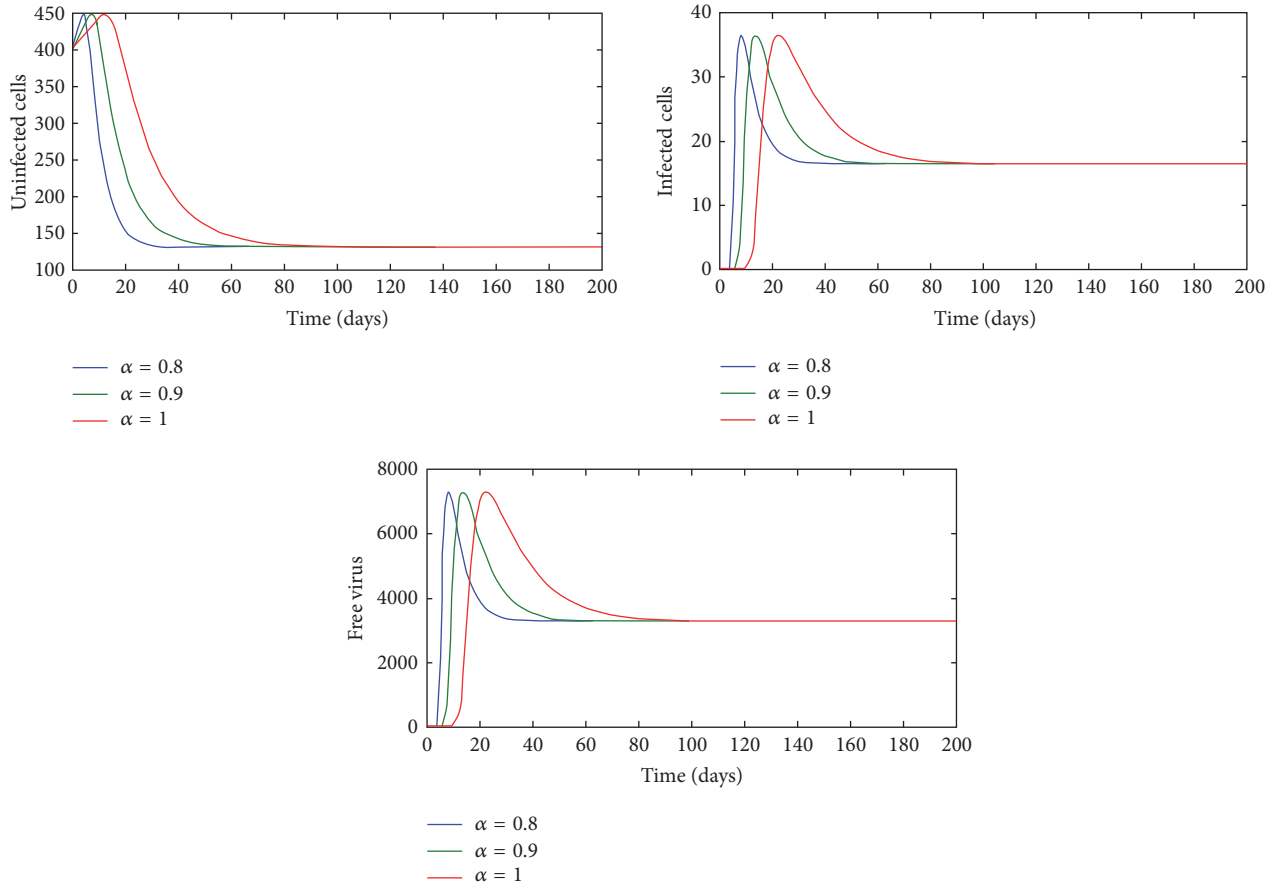 Uninfected cells
450
400
350
300
250
200
150
100
0 20 40 60 80 100 120 140 160 180 200
Time (days)
α = 0.8
α = 0.9
α = 1
Infected cells
40
30
20
10
0
0 20 40 60 80 100 120 140 160 180 200
Time (days)
α = 0.8
α = 0.9
α = 1
Free virus
8000
6000
4000
2000
0
0 20 40 60 80 100 120 140 160 180 200
Time (days)
α = 0.8
α = 0.9
α = 1